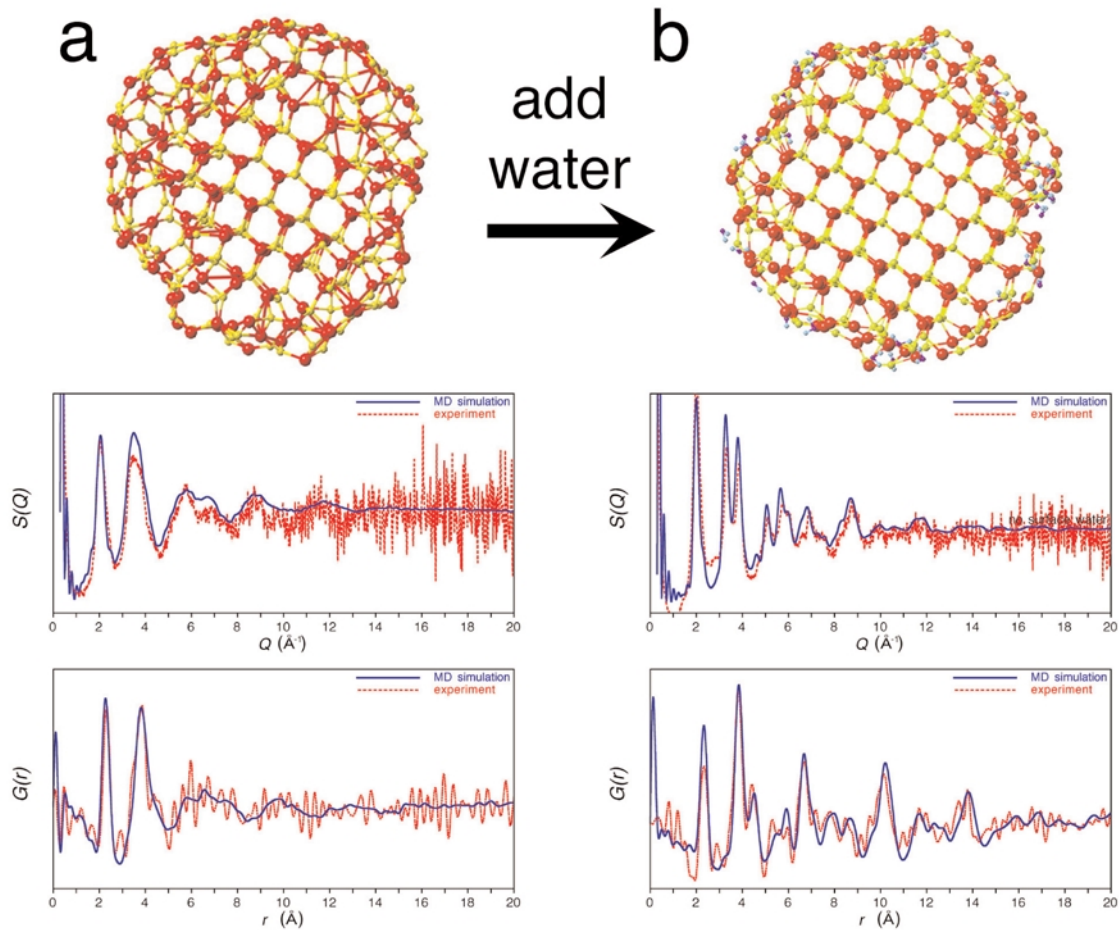 a
add
water
b
MD simulation
experiment
S(Q)
0 2 4 6 8 10 12 14 16 18 20
Q (Å⁻¹)
MD simulation
experiment
S(Q)
no surface water
0 2 4 6 8 10 12 14 16 18 20
Q (Å⁻¹)
MD simulation
experiment
G(r)
0 2 4 6 8 10 12 14 16 18 20
r (Å)
MD simulation
experiment
G(r)
0 2 4 6 8 10 12 14 16 18 20
r (Å)